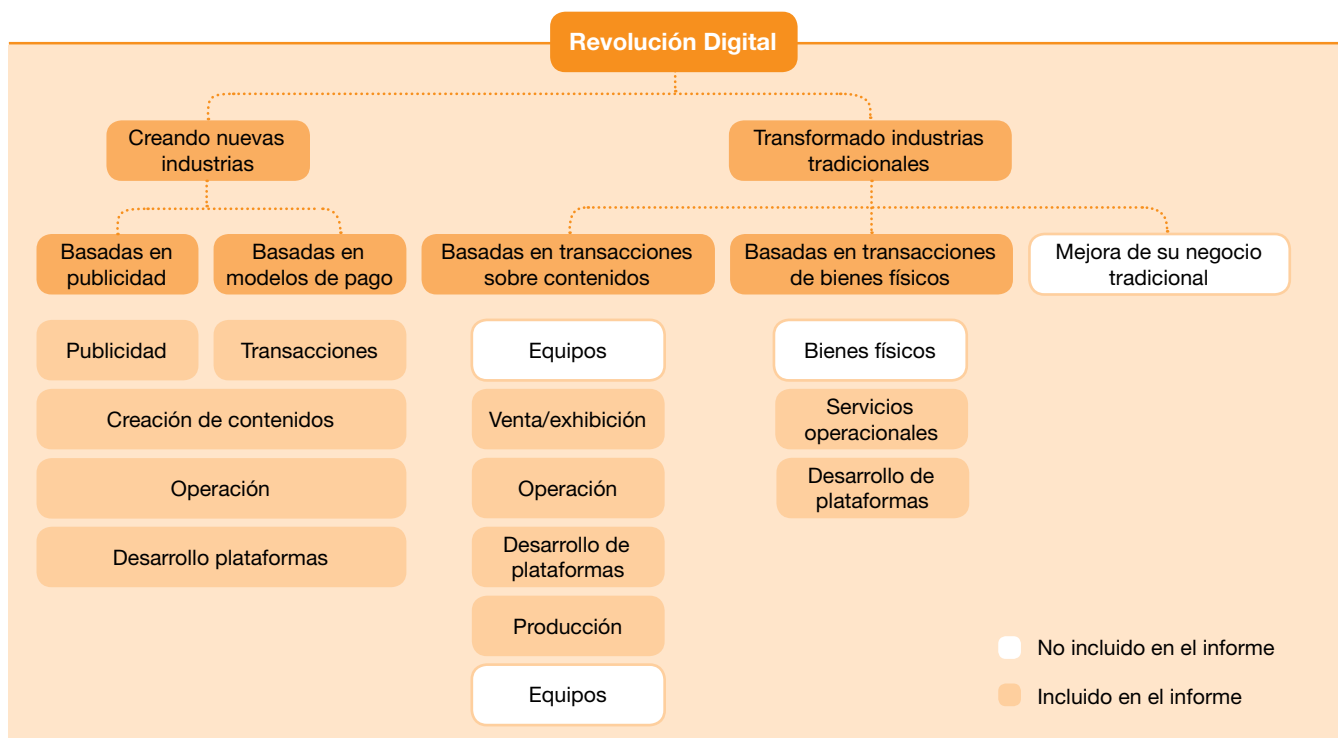 Revolución Digital
Creando nuevas
industrias
Transformado industrias
tradicionales
Basadas en
publicidad
Basadas en
modelos de pago
Basadas en transacciones
sobre contenidos
Basadas en transacciones
de bienes físicos
Mejora de su negocio
tradicional
Publicidad
Transacciones
Creación de contenidos
Operación
Desarrollo plataformas
Equipos
Venta/exhibición
Operación
Desarrollo de
plataformas
Producción
Equipos
Bienes físicos
Servicios
operacionales
Desarrollo de
plataformas
No incluido en el informe
Incluido en el informe